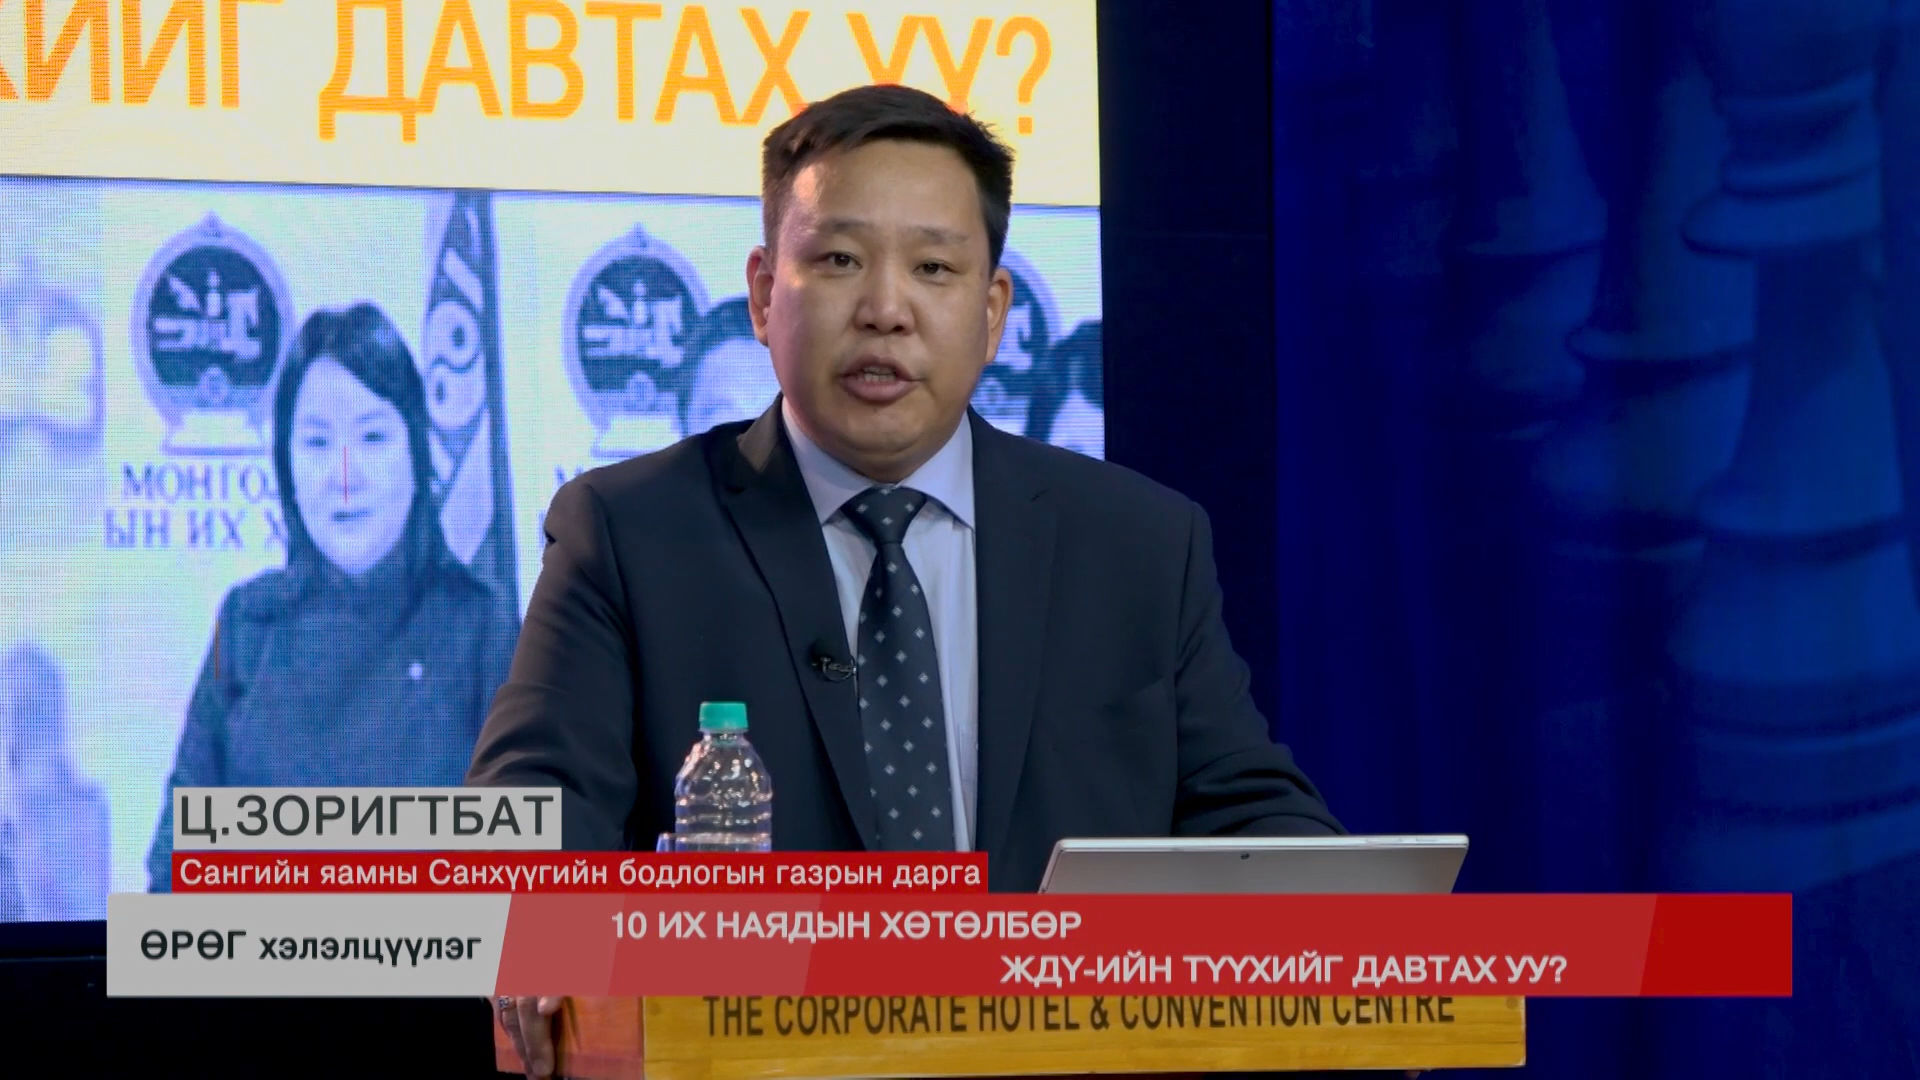 ХИЙГ ДАВТАХ УУ?
МОНГО
ЫН ИХ Х
Ц.ЗОРИГТБАТ
Сангийн яамны Санхүүгийн бодлогын газрын дарга
ӨРӨГ хэлэлцүүлэг
10 ИХ НАЯДЫН ХӨТӨЛБӨР
ЖДҮ-ИЙН ТҮҮХИЙГ ДАВТАХ УУ?
THE CORPORATE HOTEL & CONVENTION CENTRE